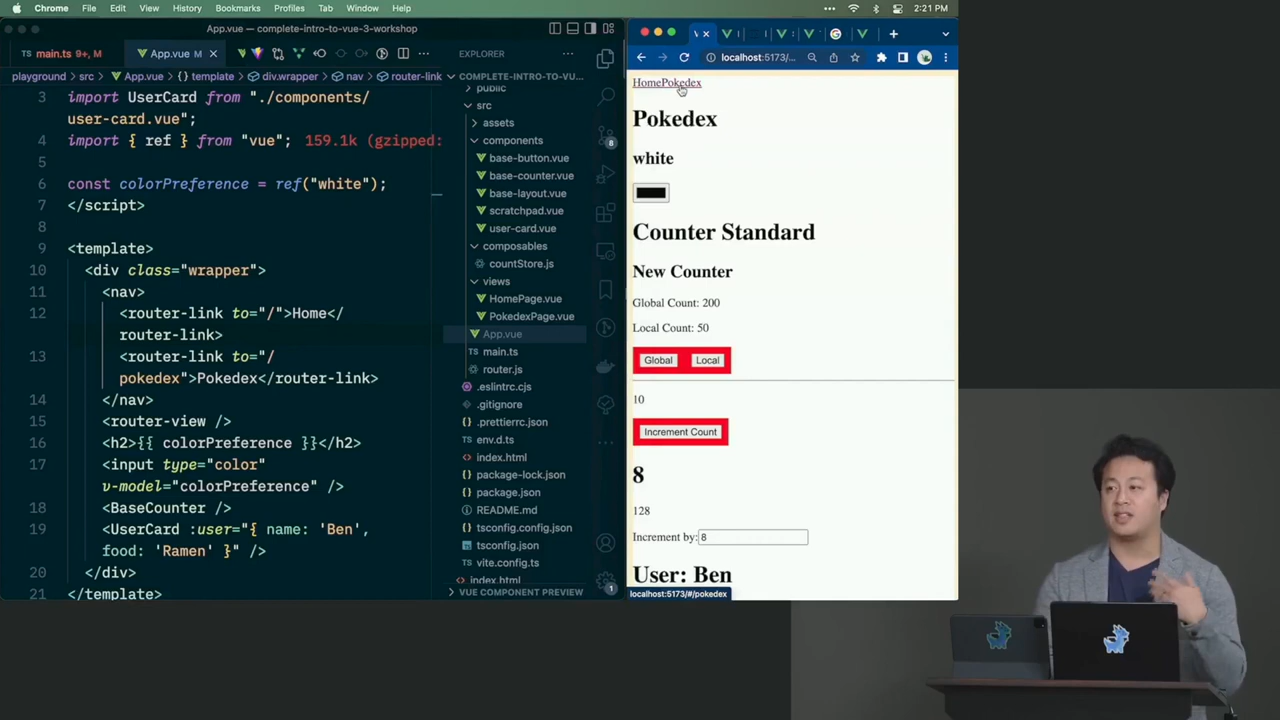 Chrome File Edit View History Bookmarks Profiles Tab Window Help 2:21 PM
App.vue — complete-intro-to-vue-3-workshop
TS main.ts 9+, M
App.vue M
playground > src > App.vue > {} template > div.wrapper > nav > router-link
3 import UserCard from "./components/
user-card.vue";
4 import { ref } from "vue"; 159.1k (gzipped:
5
6 const colorPreference = ref("white");
7 </script>
8
9 <template>
10 <div class="wrapper">
11 <nav>
12 <router-link to="/">Home</
router-link>
13 <router-link to="/
pokedex">Pokedex</router-link>
14 </nav>
15 <router-view />
16 <h2>{{ colorPreference }}</h2>
17 <input type="color"
v-model="colorPreference" />
18 <BaseCounter />
19 <UserCard :user="{ name: 'Ben',
food: 'Ramen' }" />
20 </div>
21 </template>
EXPLORER
COMPLETE-INTRO-TO-VU...
public
src
assets
components
base-button.vue
base-counter.vue
base-layout.vue
scratchpad.vue
user-card.vue
composables
countStore.js
views
HomePage.vue
PokedexPage.vue
App.vue
TS main.ts
router.js
.eslintrc.cjs
.gitignore
.prettierrc.json
env.d.ts
index.html
package-lock.json
package.json
README.md
tsconfig.config.json
tsconfig.json
vite.config.ts
index.html
VUE COMPONENT PREVIEW
8
1
localhost:5173/...
HomePokedex
Pokedex
white
Counter Standard
New Counter
Global Count: 200
Local Count: 50
Global Local
10
Increment Count
8
128
Increment by: 8
User: Ben
localhost:5173/#/pokedex